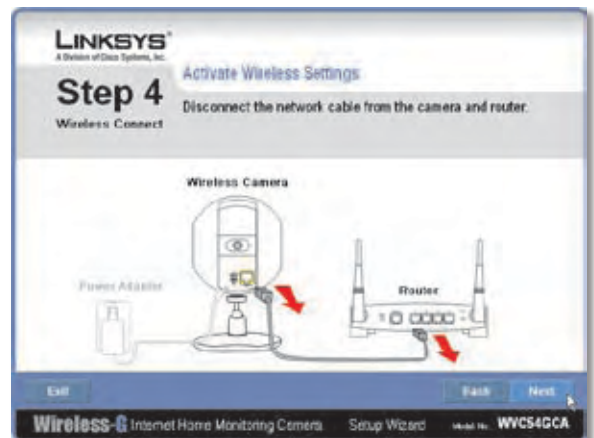 LINKSYS®
A Division of Cisco Systems, Inc.
Step 4
Wireless Connect
Activate Wireless Settings
Disconnect the network cable from the camera and router.
Wireless Camera
Power Adapter
Router
Exit
Back
Next
Wireless-G Internet Home Monitoring Camera
Setup Wizard
Model No. WVC54GCA